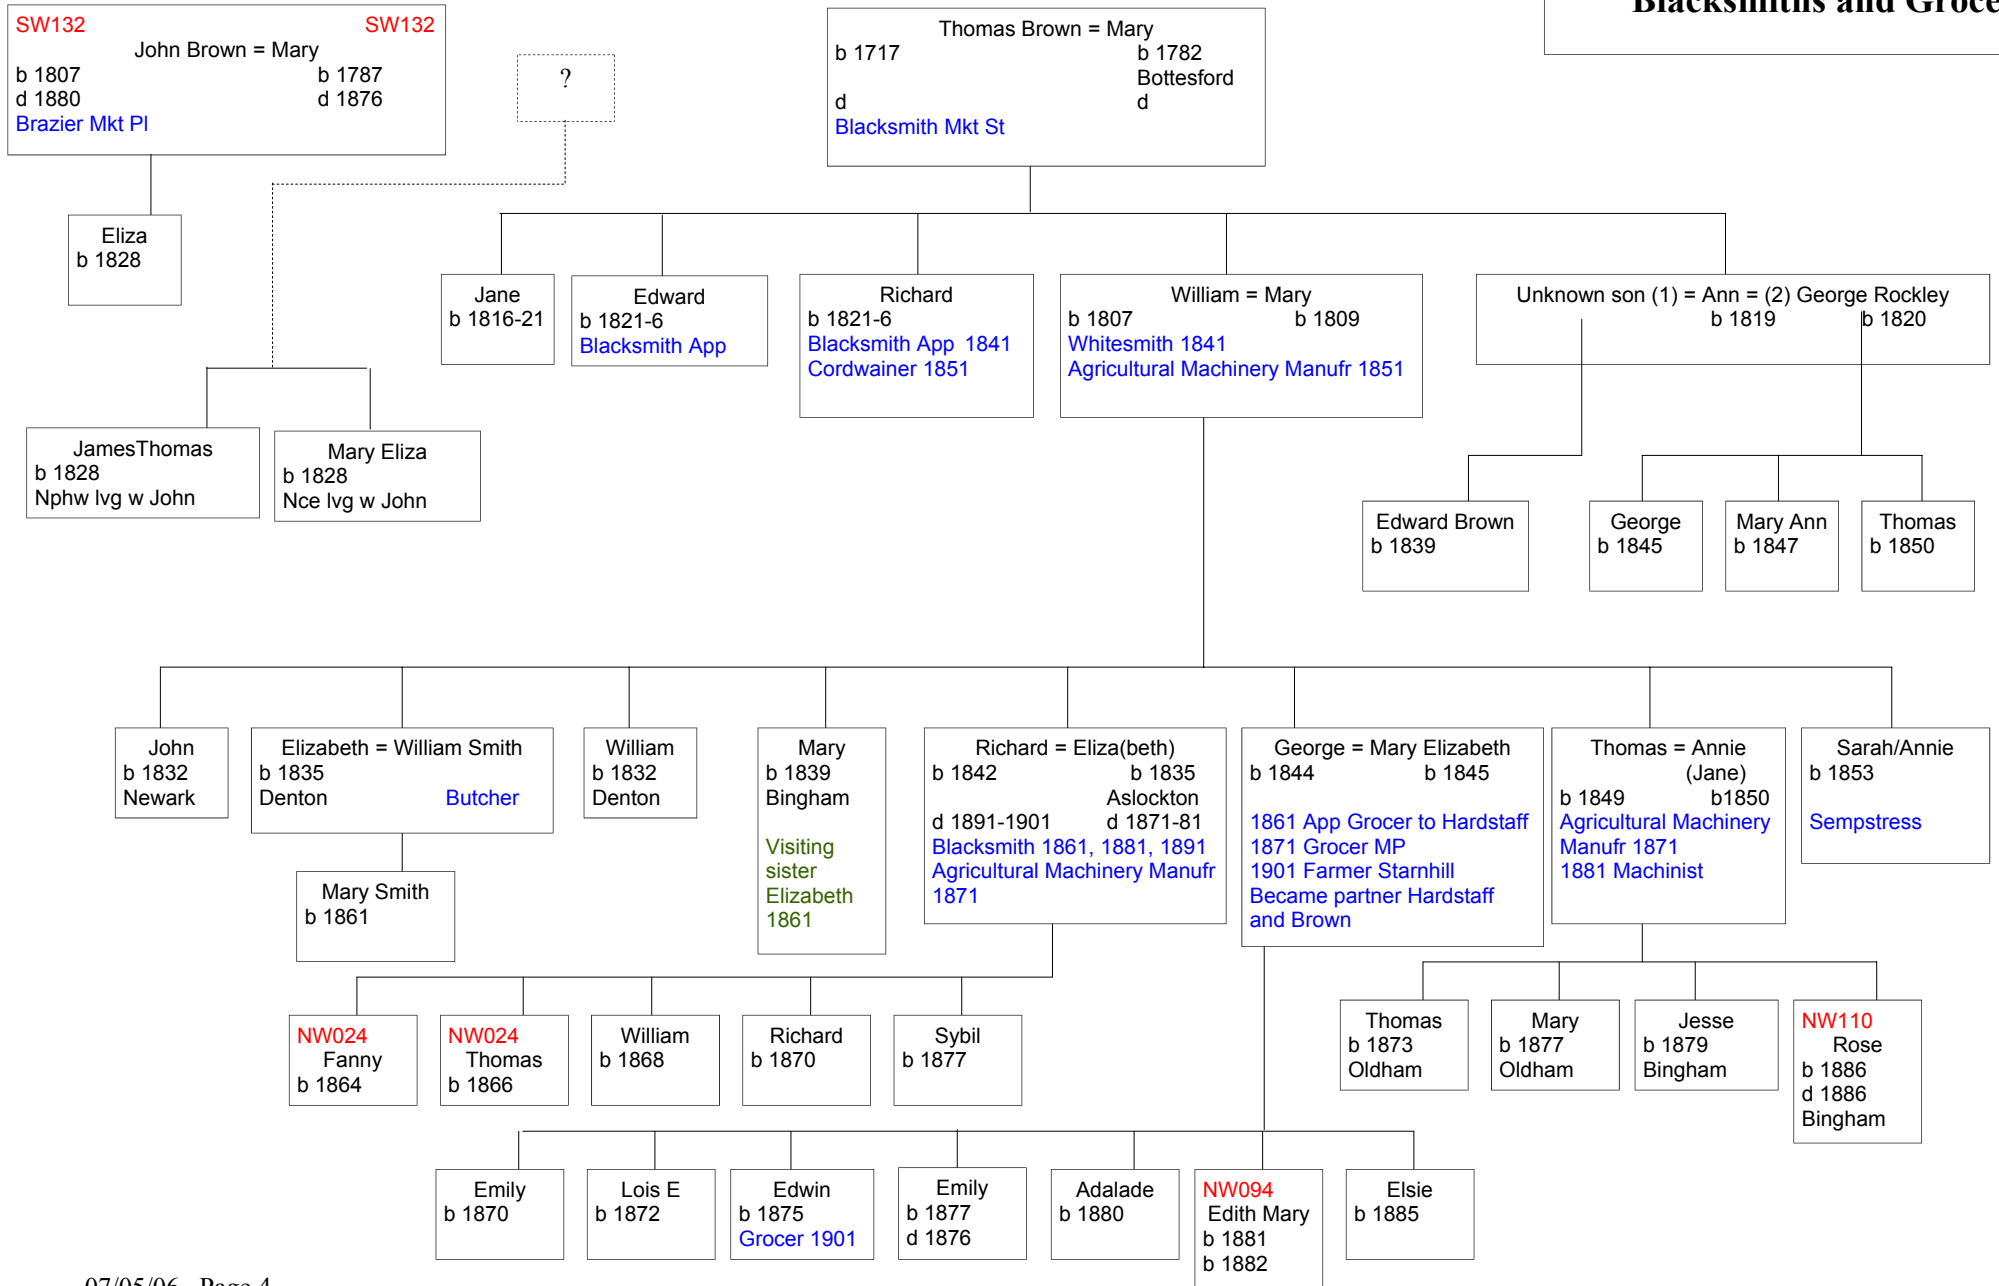 Blacksmiths and Groce
SW132 SW132
John Brown = Mary
b 1807 b 1787
d 1880 d 1876
Brazier Mkt Pl
?
Thomas Brown = Mary
b 1717 b 1782
Bottesford
d d
Blacksmith Mkt St
Eliza
b 1828
Jane
b 1816-21
Edward
b 1821-6
Blacksmith App
Richard
b 1821-6
Blacksmith App 1841
Cordwainer 1851
William = Mary
b 1807 b 1809
Whitesmith 1841
Agricultural Machinery Manufr 1851
Unknown son (1) = Ann = (2) George Rockley
b 1819 b 1820
JamesThomas
b 1828
Nphw lvg w John
Mary Eliza
b 1828
Nce lvg w John
Edward Brown
b 1839
George
b 1845
Mary Ann
b 1847
Thomas
b 1850
John
b 1832
Newark
Elizabeth = William Smith
b 1835
Denton Butcher
William
b 1832
Denton
Mary
b 1839
Bingham
Visiting
sister
Elizabeth
1861
Richard = Eliza(beth)
b 1842 b 1835
Aslockton
d 1891-1901 d 1871-81
Blacksmith 1861, 1881, 1891
Agricultural Machinery Manufr
1871
George = Mary Elizabeth
b 1844 b 1845
1861 App Grocer to Hardstaff
1871 Grocer MP
1901 Farmer Starnhill
Became partner Hardstaff
and Brown
Thomas = Annie
(Jane)
b 1849 b1850
Agricultural Machinery
Manufr 1871
1881 Machinist
Sarah/Annie
b 1853
Sempstress
Mary Smith
b 1861
NW024
Fanny
b 1864
NW024
Thomas
b 1866
William
b 1868
Richard
b 1870
Sybil
b 1877
Thomas
b 1873
Oldham
Mary
b 1877
Oldham
Jesse
b 1879
Bingham
NW110
Rose
b 1886
d 1886
Bingham
Emily
b 1870
Lois E
b 1872
Edwin
b 1875
Grocer 1901
Emily
b 1877
d 1876
Adalade
b 1880
NW094
Edith Mary
b 1881
b 1882
Elsie
b 1885
07/05/06 Page 4